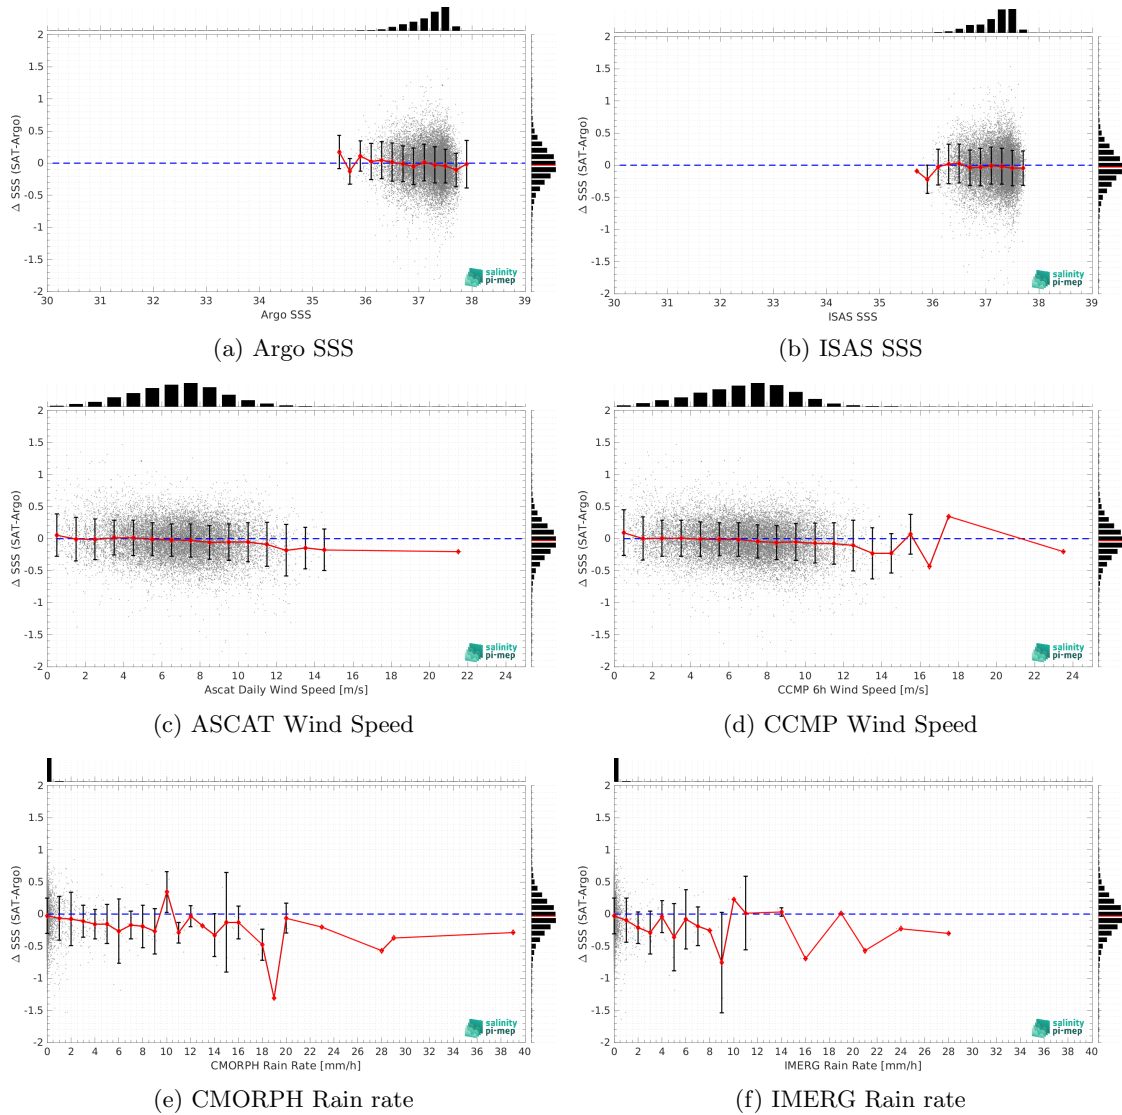 2
1.5
1
0.5
0
-0.5
-1
-1.5
-2
Δ SSS (SAT-Argo)
30 31 32 33 34 35 36 37 38 39
Argo SSS
salinity
pi-mep
(a) Argo SSS
2
1.5
1
0.5
0
-0.5
-1
-1.5
-2
Δ SSS (SAT-Argo)
30 31 32 33 34 35 36 37 38 39
ISAS SSS
salinity
pi-mep
(b) ISAS SSS
2
1.5
1
0.5
0
-0.5
-1
-1.5
-2
Δ SSS (SAT-Argo)
0 2 4 6 8 10 12 14 16 18 20 22 24
Ascat Daily Wind Speed [m/s]
salinity
pi-mep
(c) ASCAT Wind Speed
2
1.5
1
0.5
0
-0.5
-1
-1.5
-2
Δ SSS (SAT-Argo)
0 2 4 6 8 10 12 14 16 18 20 22 24
CCMP 6h Wind Speed [m/s]
salinity
pi-mep
(d) CCMP Wind Speed
2
1.5
1
0.5
0
-0.5
-1
-1.5
-2
Δ SSS (SAT-Argo)
0 2 4 6 8 10 12 14 16 18 20 22 24 26 28 30 32 34 36 38 40
CMORPH Rain Rate [mm/h]
salinity
pi-mep
(e) CMORPH Rain rate
2
1.5
1
0.5
0
-0.5
-1
-1.5
-2
Δ SSS (SAT-Argo)
0 2 4 6 8 10 12 14 16 18 20 22 24 26 28 30 32 34 36 38 40
IMERG Rain Rate [mm/h]
salinity
pi-mep
(f) IMERG Rain rate